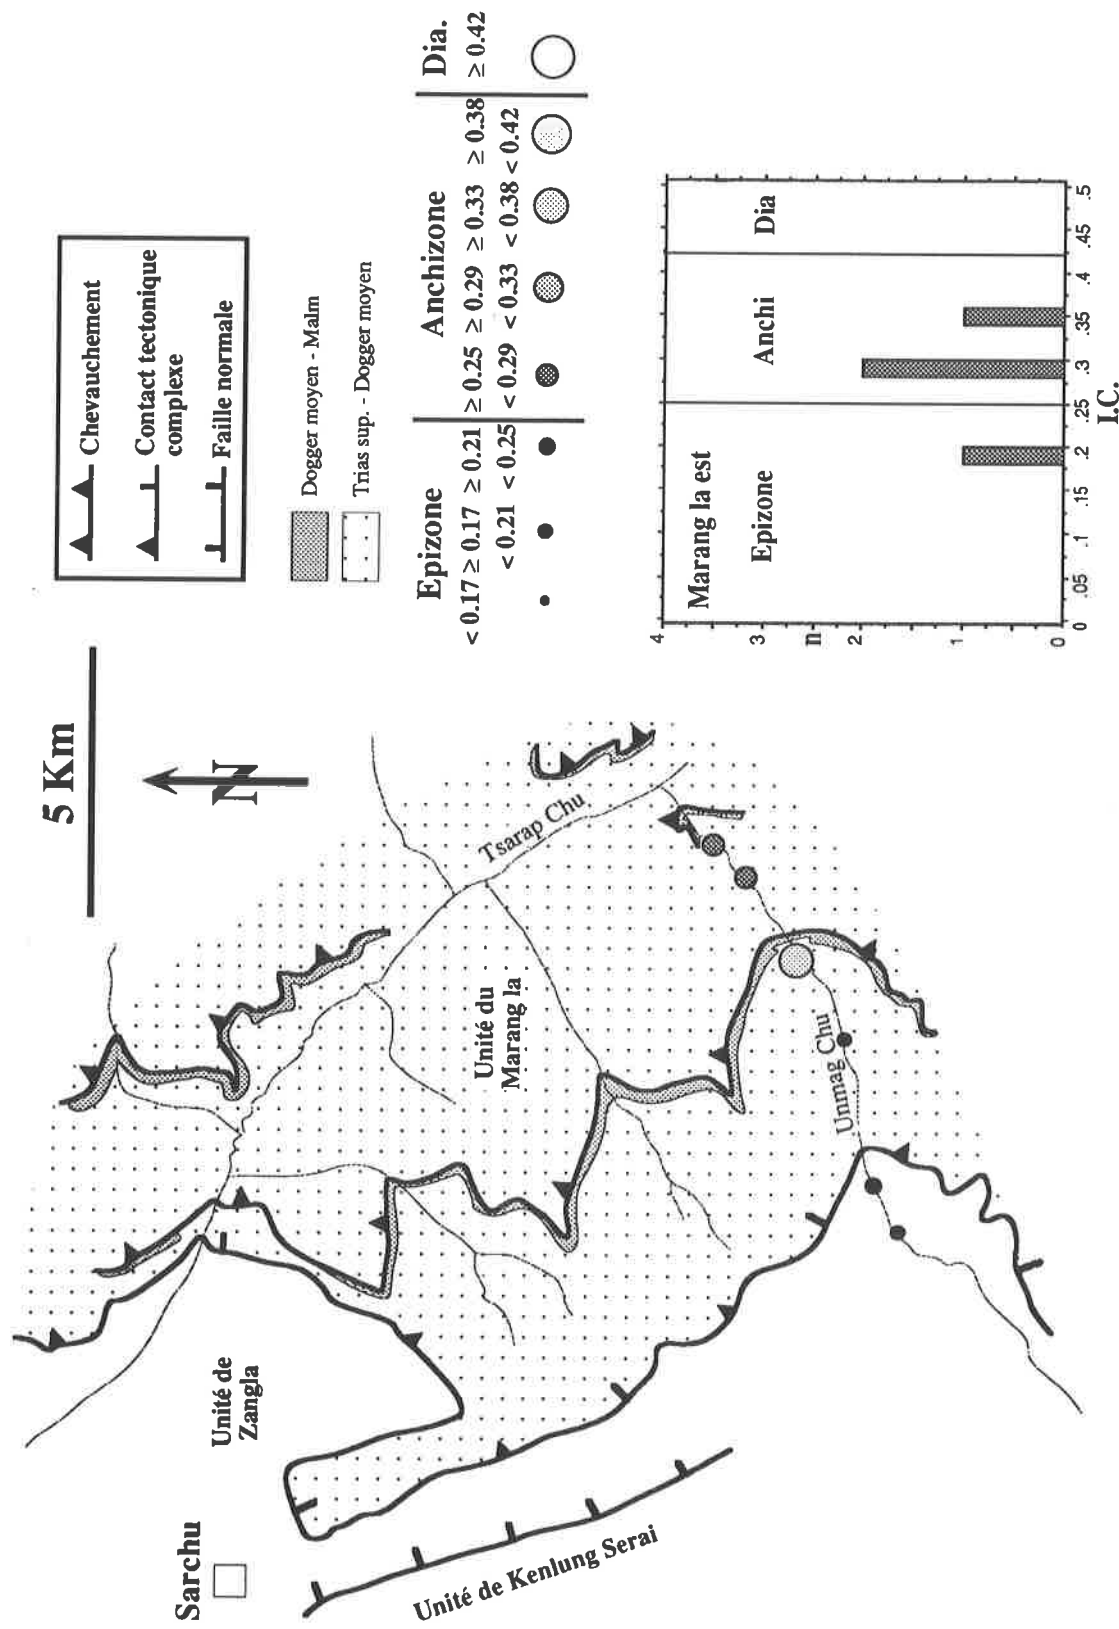 5 Km
N
Sarchu
Unité de
Zangla
Unité du
Marang la
Tsarap Chu
Unmag Chu
Unité de Kenlung Serai
Chevauchement
Contact tectonique
complexe
Faille normale
Dogger moyen - Malm
Trias sup. - Dogger moyen
Epizone Anchizone Dia.
< 0.17 ≥ 0.17 ≥ 0.21 ≥ 0.25 ≥ 0.29 ≥ 0.33 ≥ 0.38 ≥ 0.42
< 0.21 < 0.25 < 0.29 < 0.33 < 0.38 < 0.42
Marang la est
Epizone Anchi Dia
4
3
n
2
1
0
0 .05 .1 .15 .2 .25 .3 .35 .4 .45 .5
I.C.